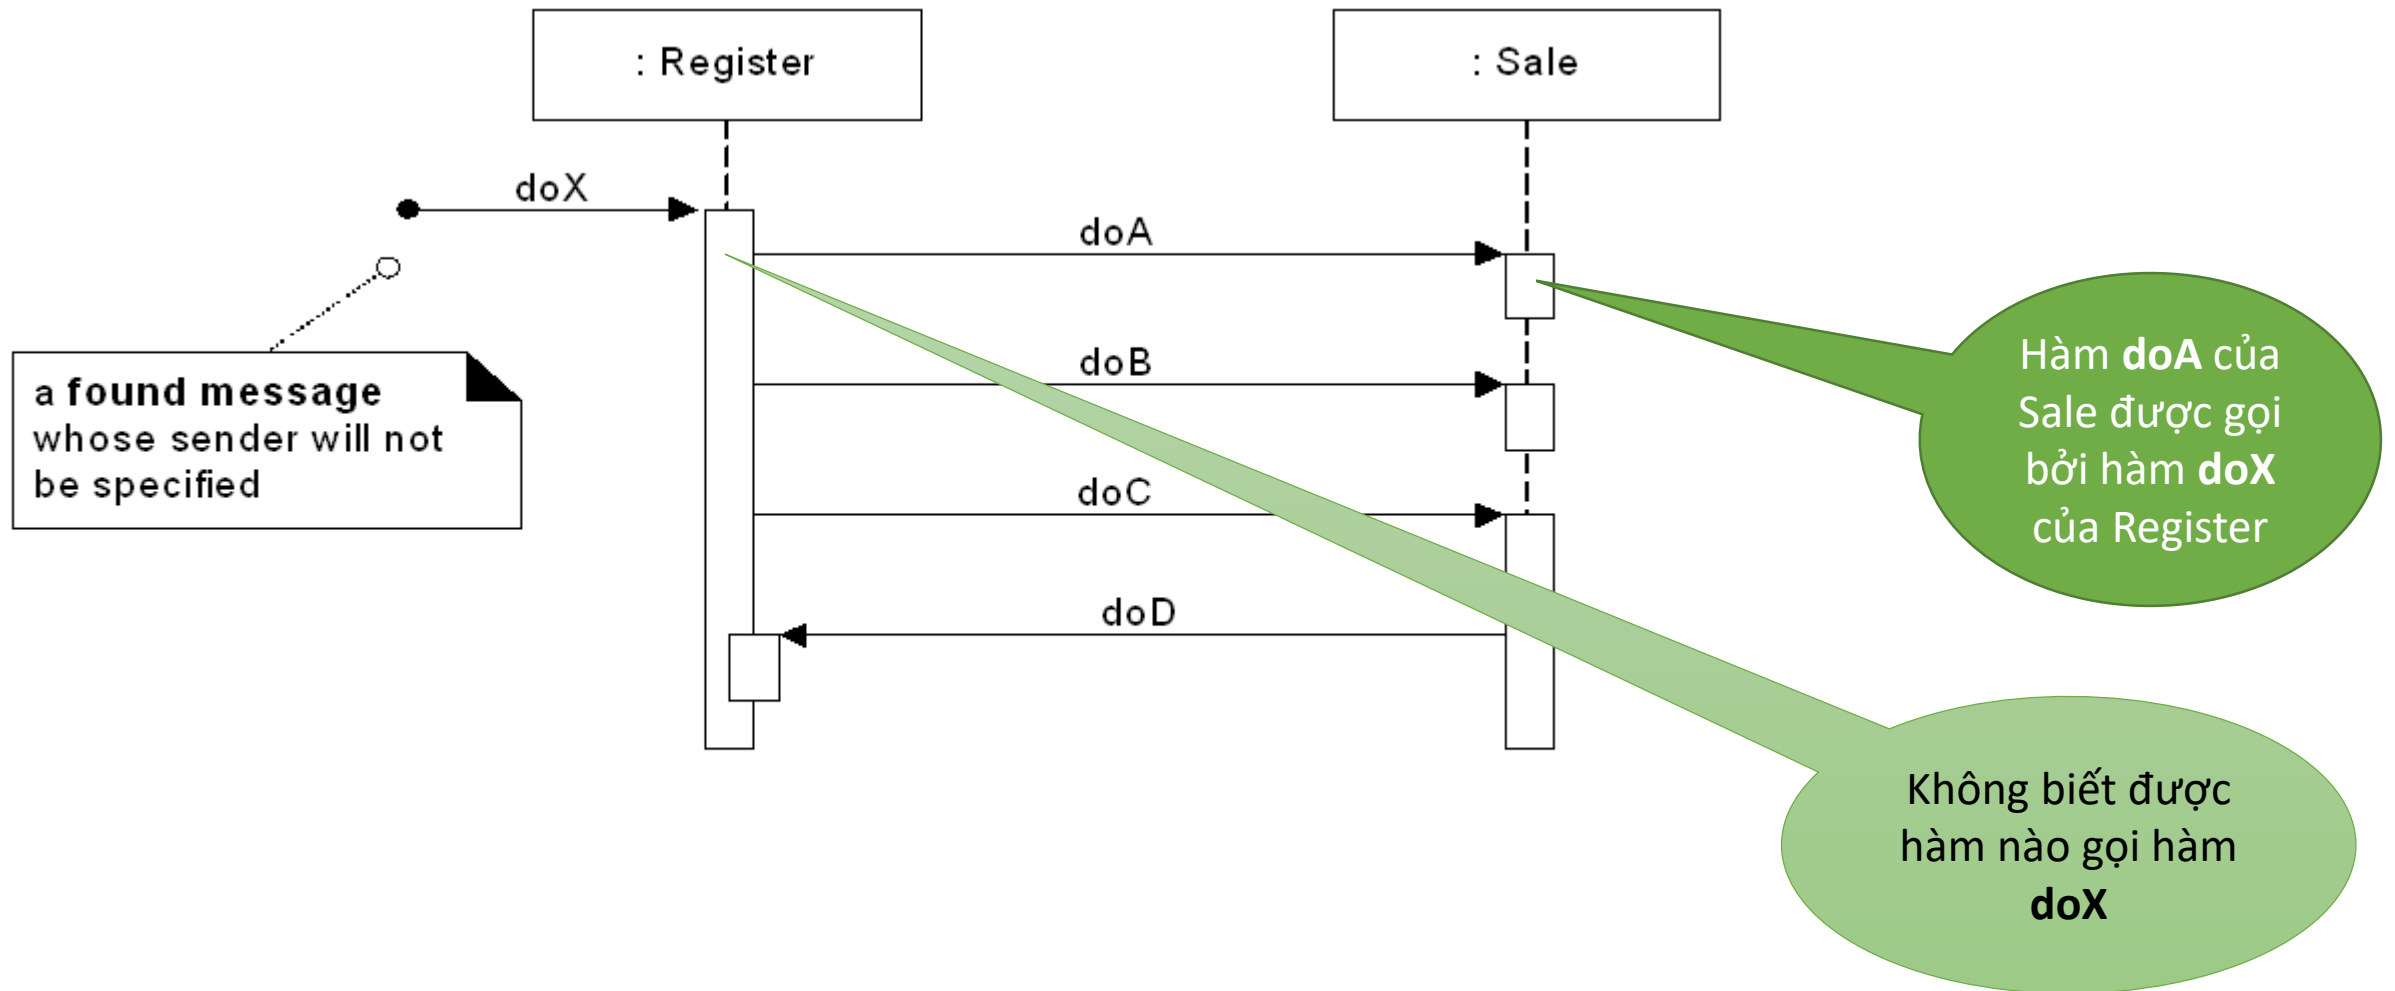 : Register
: Sale
doX
doA
doB
doC
doD
a found message
whose sender will not
be specified
Hàm doA của
Sale được gọi
bởi hàm doX
của Register
Không biết được
hàm nào gọi hàm
doX